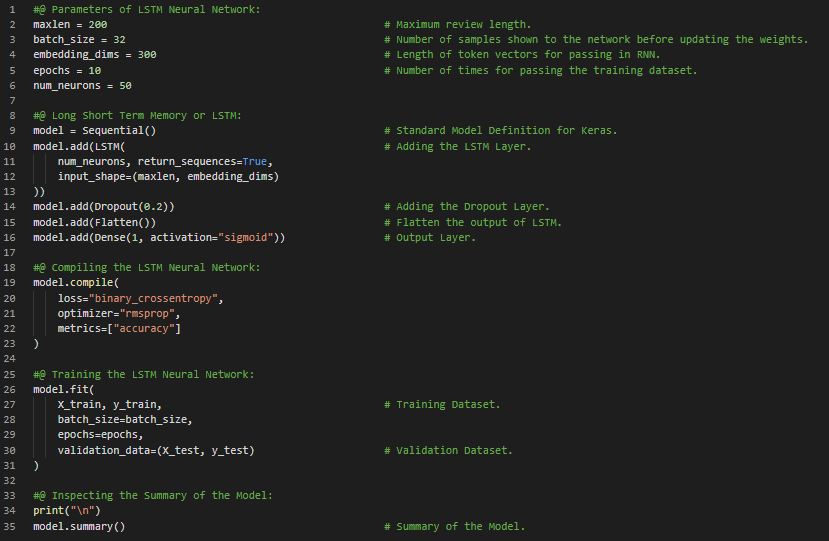 1 #@ Parameters of LSTM Neural Network:
2 maxlen = 200 # Maximum review length.
3 batch_size = 32 # Number of samples shown to the network before updating the weights.
4 embedding_dims = 300 # Length of token vectors for passing in RNN.
5 epochs = 10 # Number of times for passing the training dataset.
6 num_neurons = 50
7
8 #@ Long Short Term Memory or LSTM:
9 model = Sequential() # Standard Model Definition for Keras.
10 model.add(LSTM( # Adding the LSTM Layer.
11     num_neurons, return_sequences=True,
12     input_shape=(maxlen, embedding_dims)
13 ))
14 model.add(Dropout(0.2)) # Adding the Dropout Layer.
15 model.add(Flatten()) # Flatten the output of LSTM.
16 model.add(Dense(1, activation="sigmoid")) # Output Layer.
17
18 #@ Compiling the LSTM Neural Network:
19 model.compile(
20     loss="binary_crossentropy",
21     optimizer="rmsprop",
22     metrics=["accuracy"]
23 )
24
25 #@ Training the LSTM Neural Network:
26 model.fit(
27     X_train, y_train, # Training Dataset.
28     batch_size=batch_size,
29     epochs=epochs,
30     validation_data=(X_test, y_test) # Validation Dataset.
31 )
32
33 #@ Inspecting the Summary of the Model:
34 print("\n")
35 model.summary() # Summary of the Model.